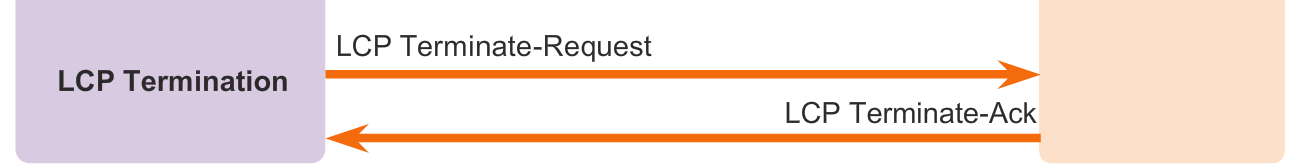 LCP Terminate-Request
LCP Termination
LCP Terminate-Ack